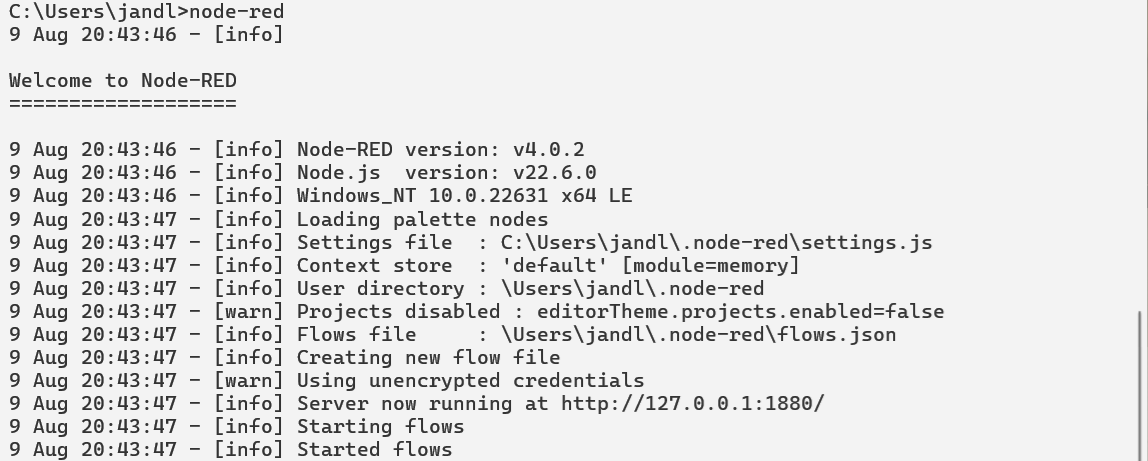 C:\Users\jandl>node-red
9 Aug 20:43:46 - [info]
Welcome to Node-RED
===================
9 Aug 20:43:46 - [info] Node-RED version: v4.0.2
9 Aug 20:43:46 - [info] Node.js  version: v22.6.0
9 Aug 20:43:46 - [info] Windows_NT 10.0.22631 x64 LE
9 Aug 20:43:47 - [info] Loading palette nodes
9 Aug 20:43:47 - [info] Settings file  : C:\Users\jandl\.node-red\settings.js
9 Aug 20:43:47 - [info] Context store  : 'default' [module=memory]
9 Aug 20:43:47 - [info] User directory : \Users\jandl\.node-red
9 Aug 20:43:47 - [warn] Projects disabled : editorTheme.projects.enabled=false
9 Aug 20:43:47 - [info] Flows file     : \Users\jandl\.node-red\flows.json
9 Aug 20:43:47 - [info] Creating new flow file
9 Aug 20:43:47 - [warn] Using unencrypted credentials
9 Aug 20:43:47 - [info] Server now running at http://127.0.0.1:1880/
9 Aug 20:43:47 - [info] Starting flows
9 Aug 20:43:47 - [info] Started flows